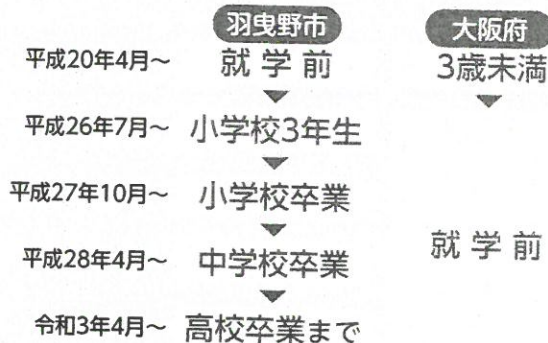 羽曳野市 大阪府
平成20年4月～ 就学前 3歳未満
▼ ▼
平成26年7月～ 小学校3年生
▼
平成27年10月～ 小学校卒業
▼
平成28年4月～ 中学校卒業 就学前
▼
令和3年4月～ 高校卒業まで